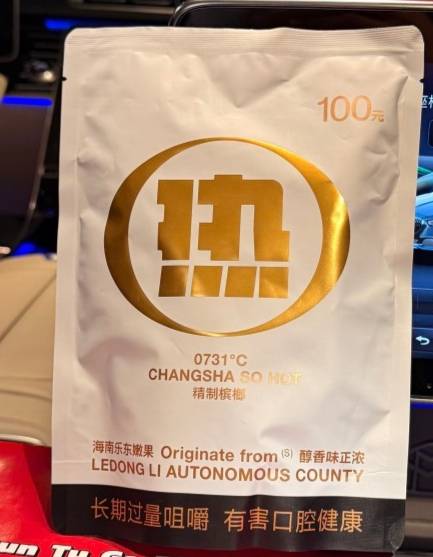 100元
热
0731°C
CHANGSHA SO HOT
精制槟榔
海南乐东嫩果 Originate from (S) 醇香味正浓
LEDONG LI AUTONOMOUS COUNTY
长期过量咀嚼 有害口腔健康